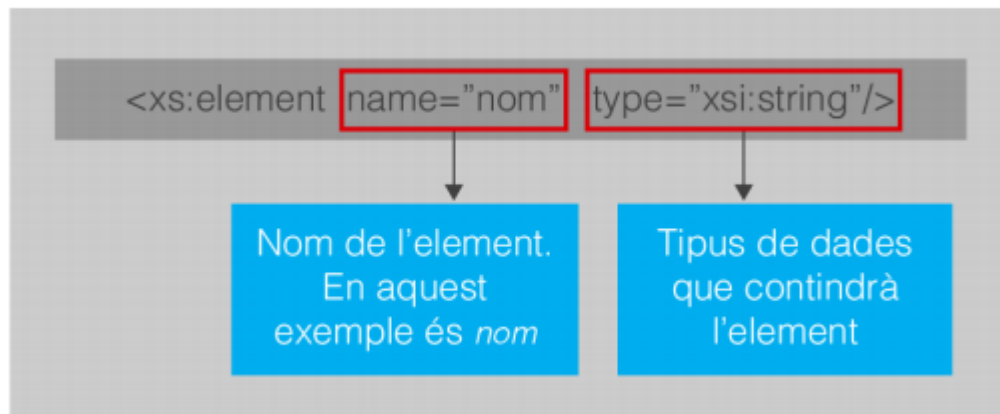 <xs:element name=”nom” type=”xsi:string”/>
Nom de l’element.
En aquest
exemple és nom
Tipus de dades
que contindrà
l’element